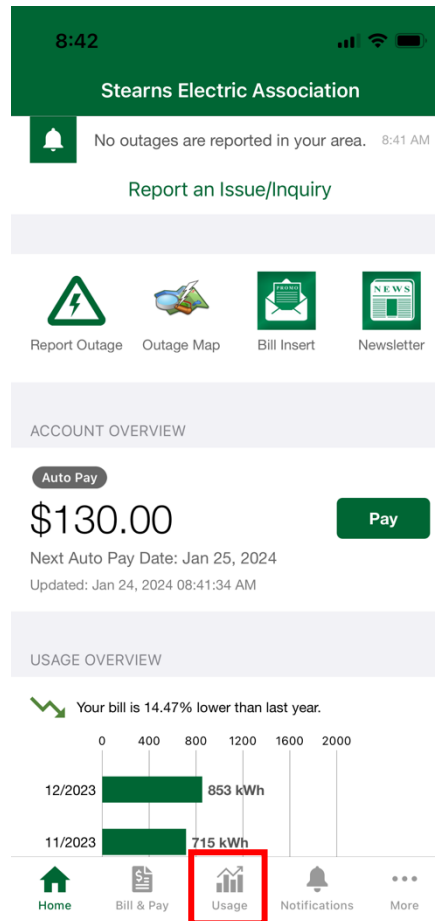 8:42
Stearns Electric Association
No outages are reported in your area. 8:41 AM
Report an Issue/Inquiry
PROMO
NEWS
Report Outage Outage Map Bill Insert Newsletter
ACCOUNT OVERVIEW
Auto Pay
$130.00
Pay
Next Auto Pay Date: Jan 25, 2024
Updated: Jan 24, 2024 08:41:34 AM
USAGE OVERVIEW
Your bill is 14.47% lower than last year.
0 400 800 1200 1600 2000
12/2023 853 kWh
11/2023 715 kWh
Home Bill & Pay Usage Notifications More